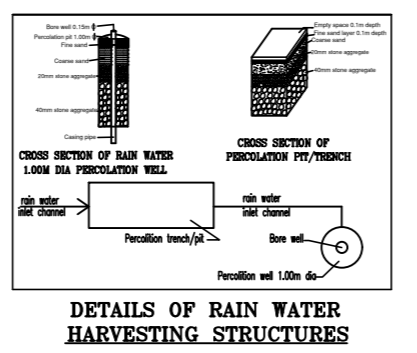 Bore well 0.15m ϕ
Percolation pit 1.00m ϕ
Fine sand
Coarse sand
20mm stone aggregate
40mm stone aggregate
Casing pipe
CROSS SECTION OF RAIN WATER
1.00M DIA PERCOLATION WELL
Empty space 0.1m depth
Fine sand layer 0.1m depth
Coarse sand
20mm stone aggregate
40mm stone aggregate
CROSS SECTION OF
PERCOLATION PIT/TRENCH
rain water
inlet channel
Percolition trench/pit
rain water
inlet channel
Bore well
Percolition well 1.00m dia
DETAILS OF RAIN WATER
HARVESTING STRUCTURES